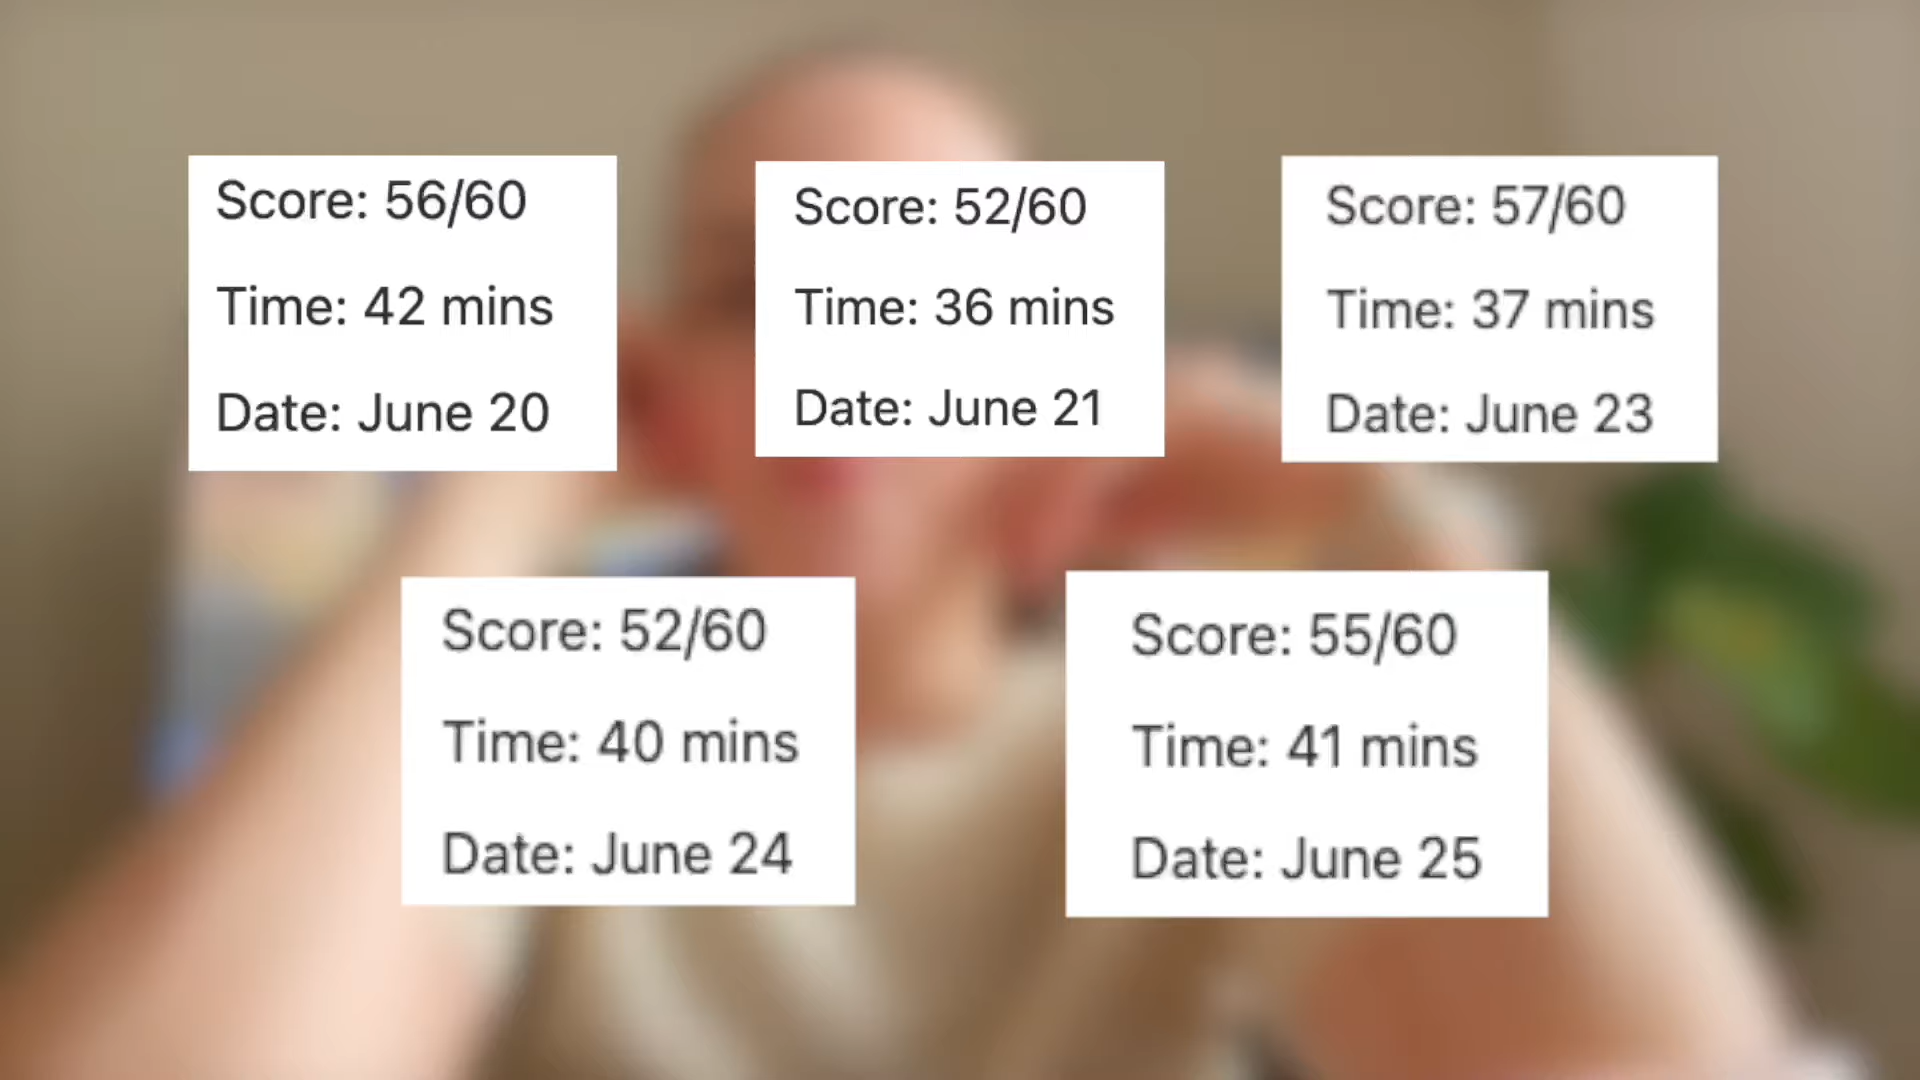 Score: 56/60
Time: 42 mins
Date: June 20
Score: 52/60
Time: 36 mins
Date: June 21
Score: 57/60
Time: 37 mins
Date: June 23
Score: 52/60
Time: 40 mins
Date: June 24
Score: 55/60
Time: 41 mins
Date: June 25